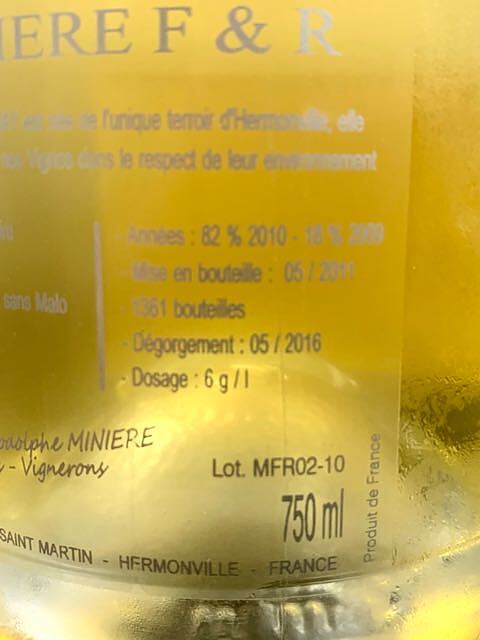 IERE F & R
de l'unique terroir d'Hermonville, elle
Vignes dans le respect de leur environnement
- Années : 82 % 2010 - 18 % 2009
- Mise en bouteille : 05 / 2011
sans Malo
- 1361 bouteilles
- Dégorgement : 05 / 2016
- Dosage : 6 g / l
odolphe MINIERE
- Vignerons
Lot. MFR02-10
750 ml
Produit de France
SAINT MARTIN - HERMONVILLE - FRANCE